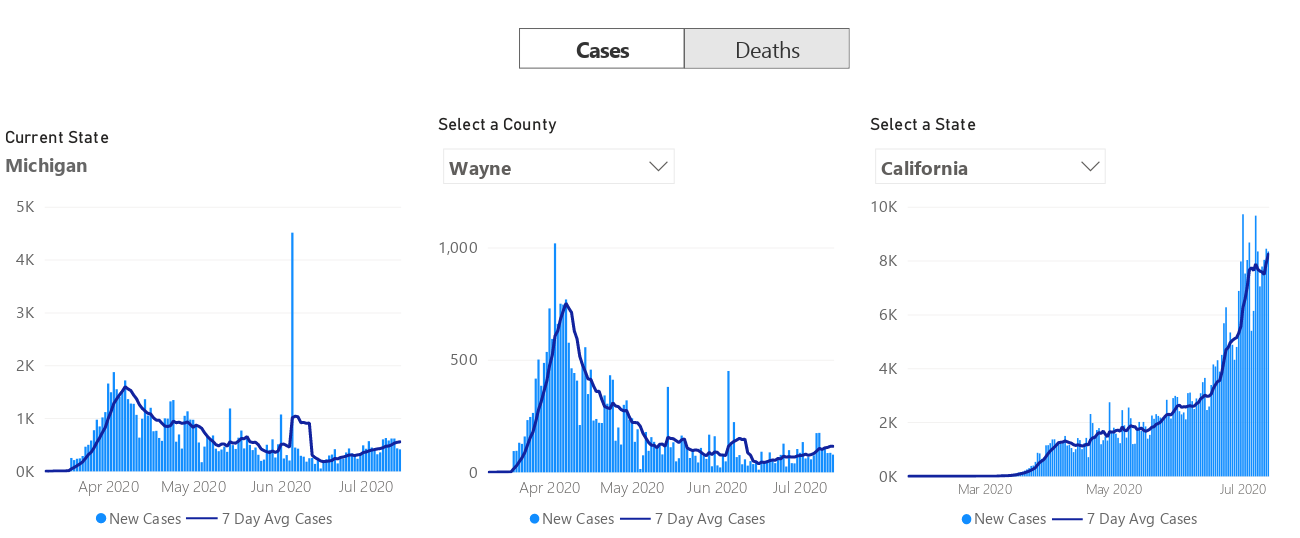 Cases Deaths
Current State
Michigan
5K
4K
3K
2K
1K
0K
Apr 2020 May 2020 Jun 2020 Jul 2020
New Cases 7 Day Avg Cases
Select a County
Wayne
1,000
500
0
Apr 2020 May 2020 Jun 2020 Jul 2020
New Cases 7 Day Avg Cases
Select a State
California
10K
8K
6K
4K
2K
0K
Mar 2020 May 2020 Jul 2020
New Cases 7 Day Avg Cases